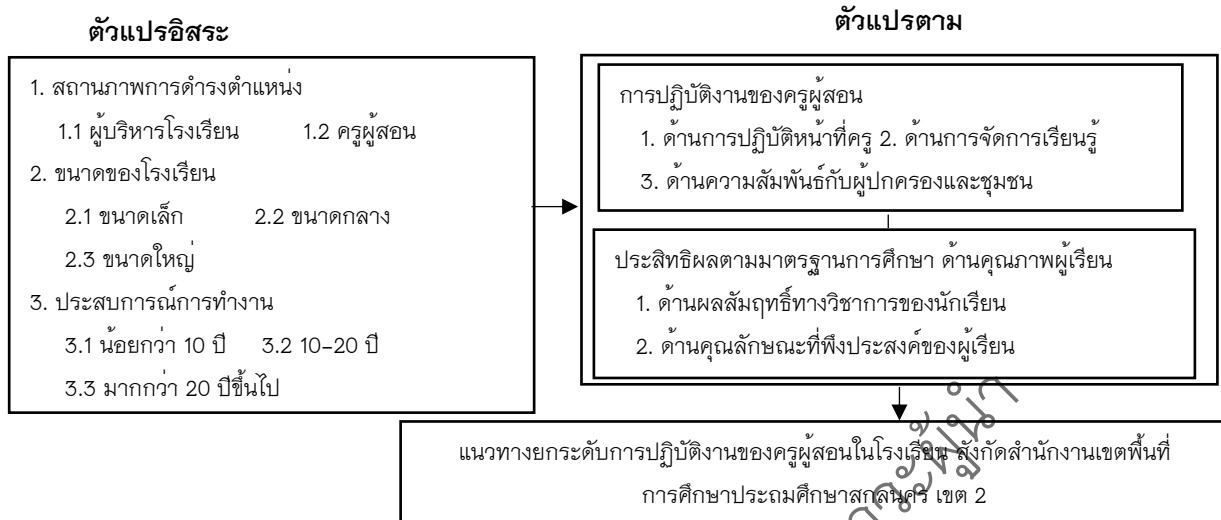 ตัวแปรอิสระ
1. สถานภาพการดำรงตำแหน่ง
1.1 ผู้บริหารโรงเรียน 1.2 ครูผู้สอน
2. ขนาดของโรงเรียน
2.1 ขนาดเล็ก 2.2 ขนาดกลาง
2.3 ขนาดใหญ่
3. ประสบการณ์การทำงาน
3.1 น้อยกว่า 10 ปี 3.2 10–20 ปี
3.3 มากกว่า 20 ปีขึ้นไป
ตัวแปรตาม
การปฏิบัติงานของครูผู้สอน
1. ด้านการปฏิบัติหน้าที่ครู 2. ด้านการจัดการเรียนรู้
3. ด้านความสัมพันธ์กับผู้ปกครองและชุมชน
ประสิทธิผลตามมาตรฐานการศึกษา ด้านคุณภาพผู้เรียน
1. ด้านผลสัมฤทธิ์ทางวิชาการของนักเรียน
2. ด้านคุณลักษณะที่พึงประสงค์ของผู้เรียน
แนวทางยกระดับการปฏิบัติงานของครูผู้สอนในโรงเรียน สังกัดสำนักงานเขตพื้นที่
การศึกษาประถมศึกษาสกลนคร เขต 2